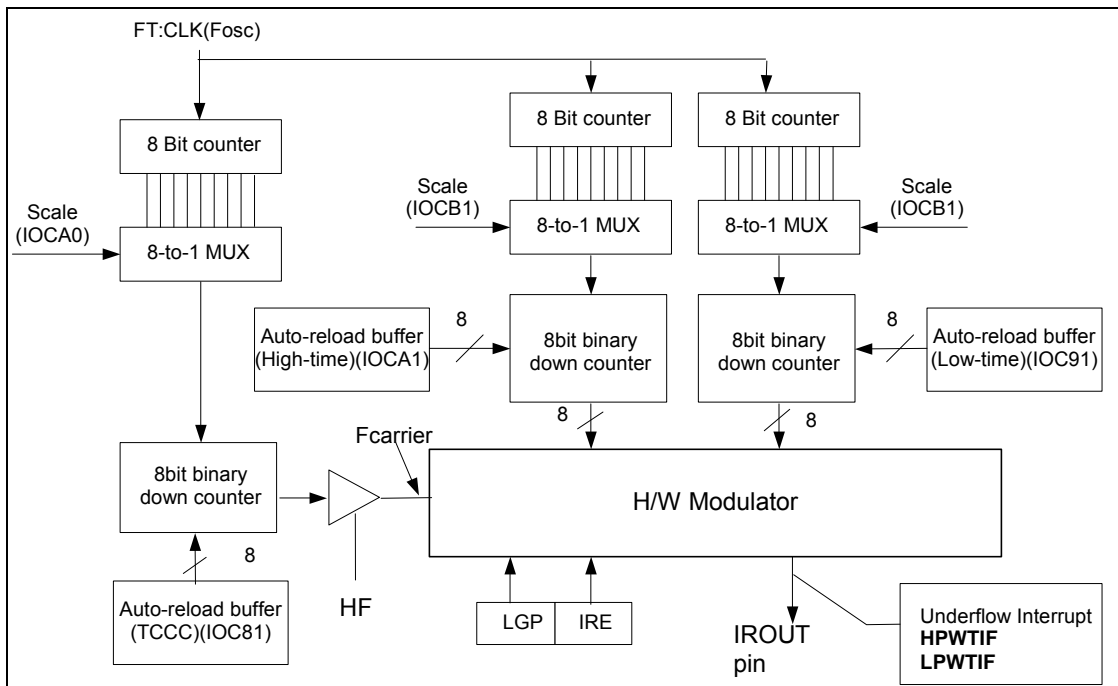 FT:CLK(Fosc)
8 Bit counter
8 Bit counter
8 Bit counter
Scale
(IOCA0)
Scale
(IOCB1)
Scale
(IOCB1)
8-to-1 MUX
8-to-1 MUX
8-to-1 MUX
Auto-reload buffer
(High-time)(IOCA1)
8
8bit binary
down counter
8bit binary
down counter
8
Auto-reload buffer
(Low-time)(IOC91)
8
8
Fcarrier
8bit binary
down counter
H/W Modulator
8
HF
Auto-reload buffer
(TCCC)(IOC81)
LGP
IRE
IROUT
pin
Underflow Interrupt
HPWTIF
LPWTIF